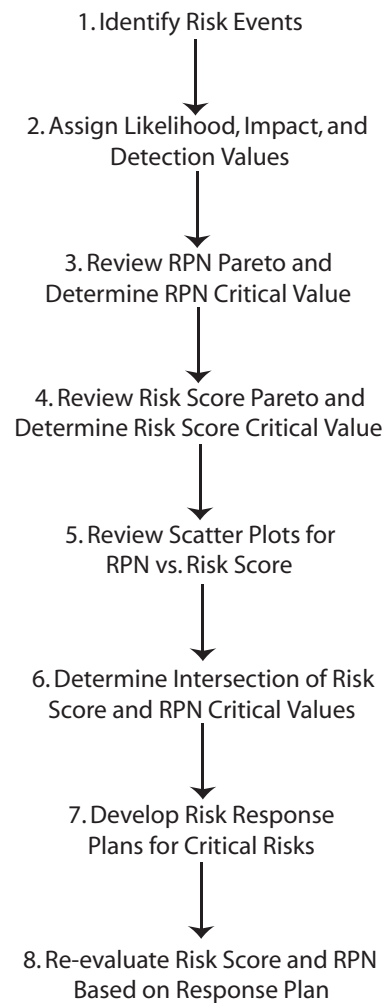 1. Identify Risk Events
2. Assign Likelihood, Impact, and
Detection Values
3. Review RPN Pareto and
Determine RPN Critical Value
4. Review Risk Score Pareto and
Determine Risk Score Critical Value
5. Review Scatter Plots for
RPN vs. Risk Score
6. Determine Intersection of Risk
Score and RPN Critical Values
7. Develop Risk Response
Plans for Critical Risks
8. Re-evaluate Risk Score and RPN
Based on Response Plan